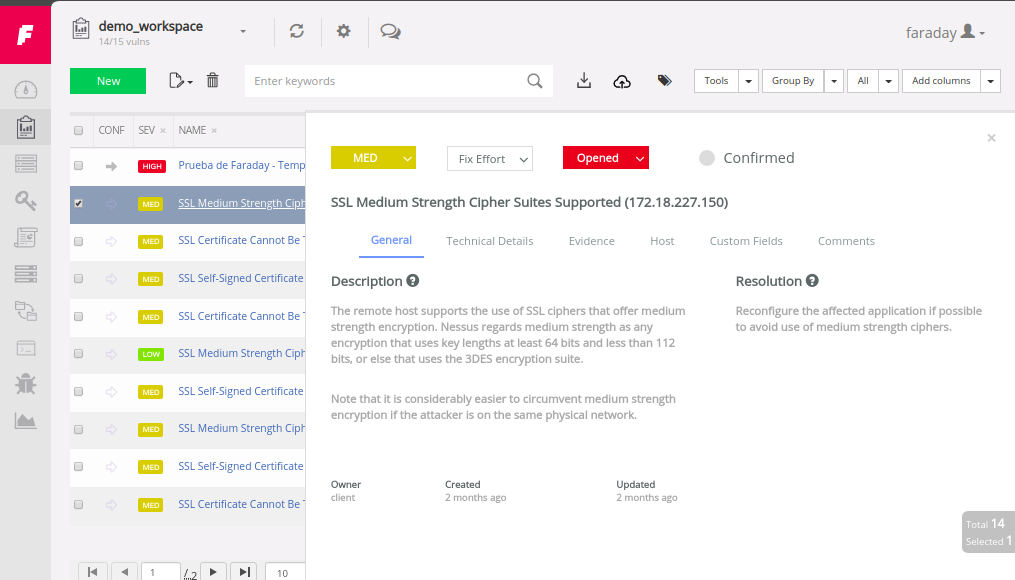 demo_workspace
14/15 vulns
faraday
New
Enter keywords
Tools
Group By
All
Add columns
CONF SEV × NAME ×
HIGH Prueba de Faraday - Temp
MED SSL Medium Strength Ciph
MED SSL Certificate Cannot Be T
MED SSL Self-Signed Certificate
MED SSL Certificate Cannot Be T
LOW SSL Medium Strength Ciph
MED SSL Self-Signed Certificate
MED SSL Medium Strength Ciph
MED SSL Self-Signed Certificate
MED SSL Certificate Cannot Be T
1 / 2 10
×
MED Fix Effort Opened Confirmed
SSL Medium Strength Cipher Suites Supported (172.18.227.150)
General Technical Details Evidence Host Custom Fields Comments
Description ?
The remote host supports the use of SSL ciphers that offer medium
strength encryption. Nessus regards medium strength as any
encryption that uses key lengths at least 64 bits and less than 112
bits, or else that uses the 3DES encryption suite.
Note that it is considerably easier to circumvent medium strength
encryption if the attacker is on the same physical network.
Resolution ?
Reconfigure the affected application if possible
to avoid use of medium strength ciphers.
Owner Created Updated
client 2 months ago 2 months ago
Total 14
Selected 1